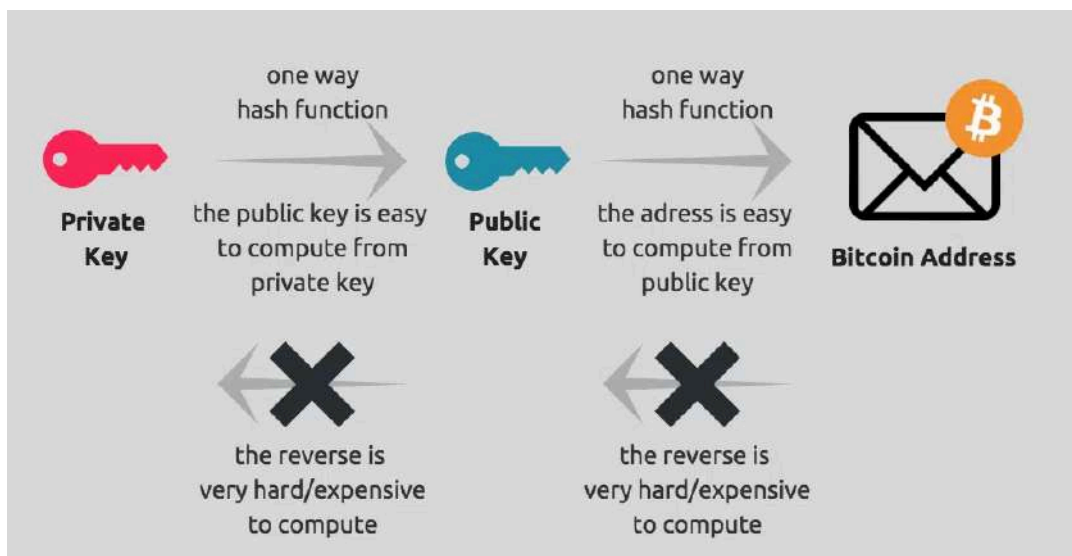 one way
hash function
one way
hash function
Private
Key
the public key is easy
to compute from
private key
Public
Key
the adress is easy
to compute from
public key
Bitcoin Address
the reverse is
very hard/expensive
to compute
the reverse is
very hard/expensive
to compute